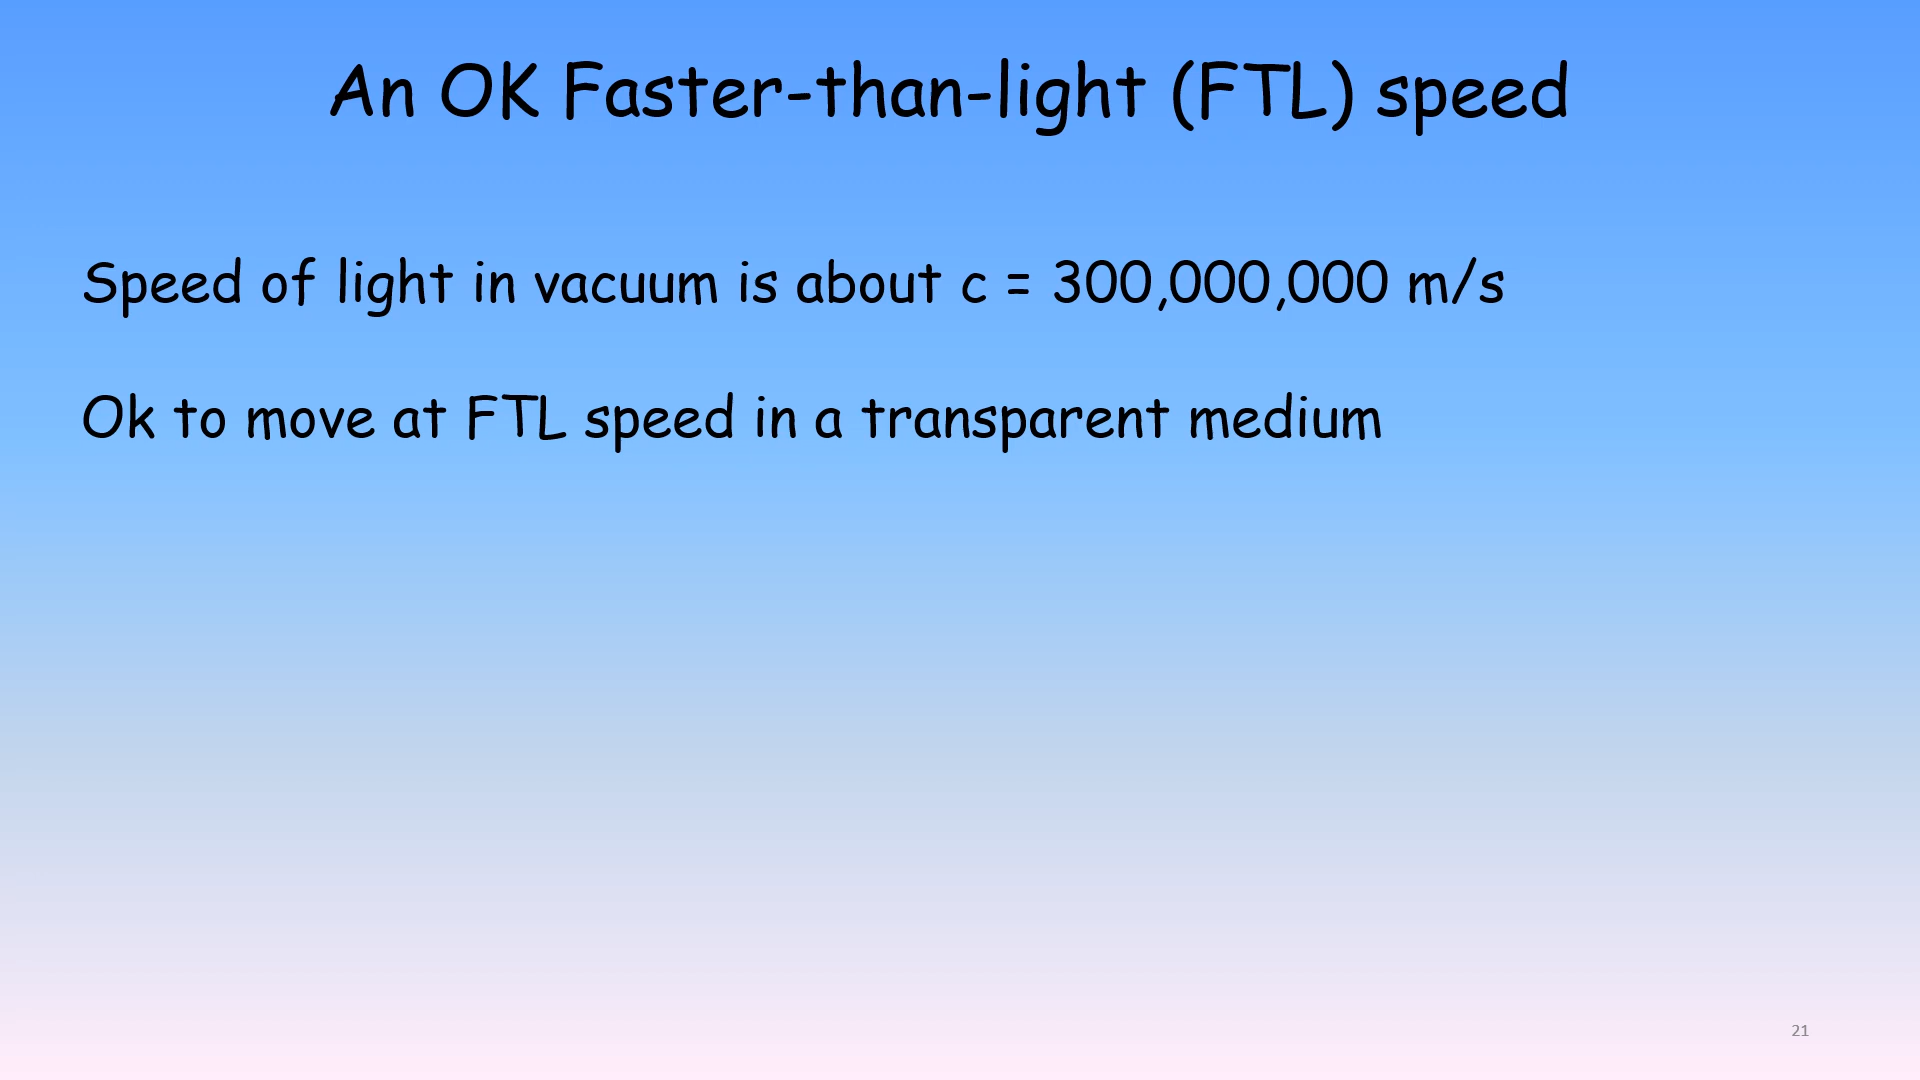 An OK Faster-than-light (FTL) speed
Speed of light in vacuum is about c = 300,000,000 m/s
Ok to move at FTL speed in a transparent medium
21